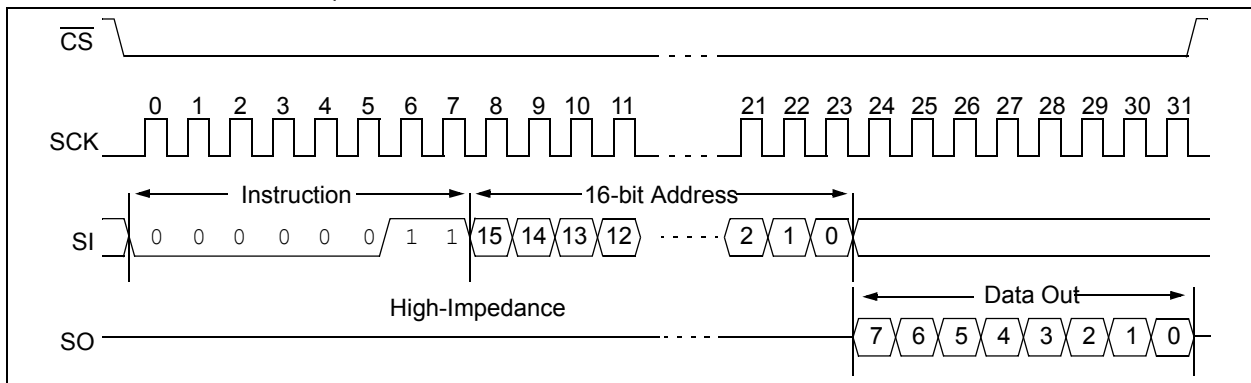 CS
0 1 2 3 4 5 6 7 8 9 10 11 21 22 23 24 25 26 27 28 29 30 31
SCK
Instruction 16-bit Address
SI 0 0 0 0 0 0 1 1 15 14 13 12 2 1 0
High-Impedance Data Out
SO 7 6 5 4 3 2 1 0